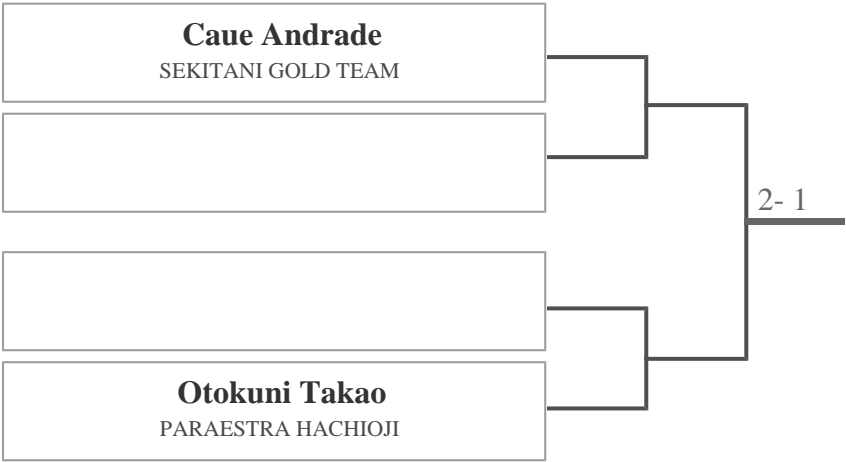 Caue Andrade
SEKITANI GOLD TEAM
2- 1
Otokuni Takao
PARAESTRA HACHIOJI